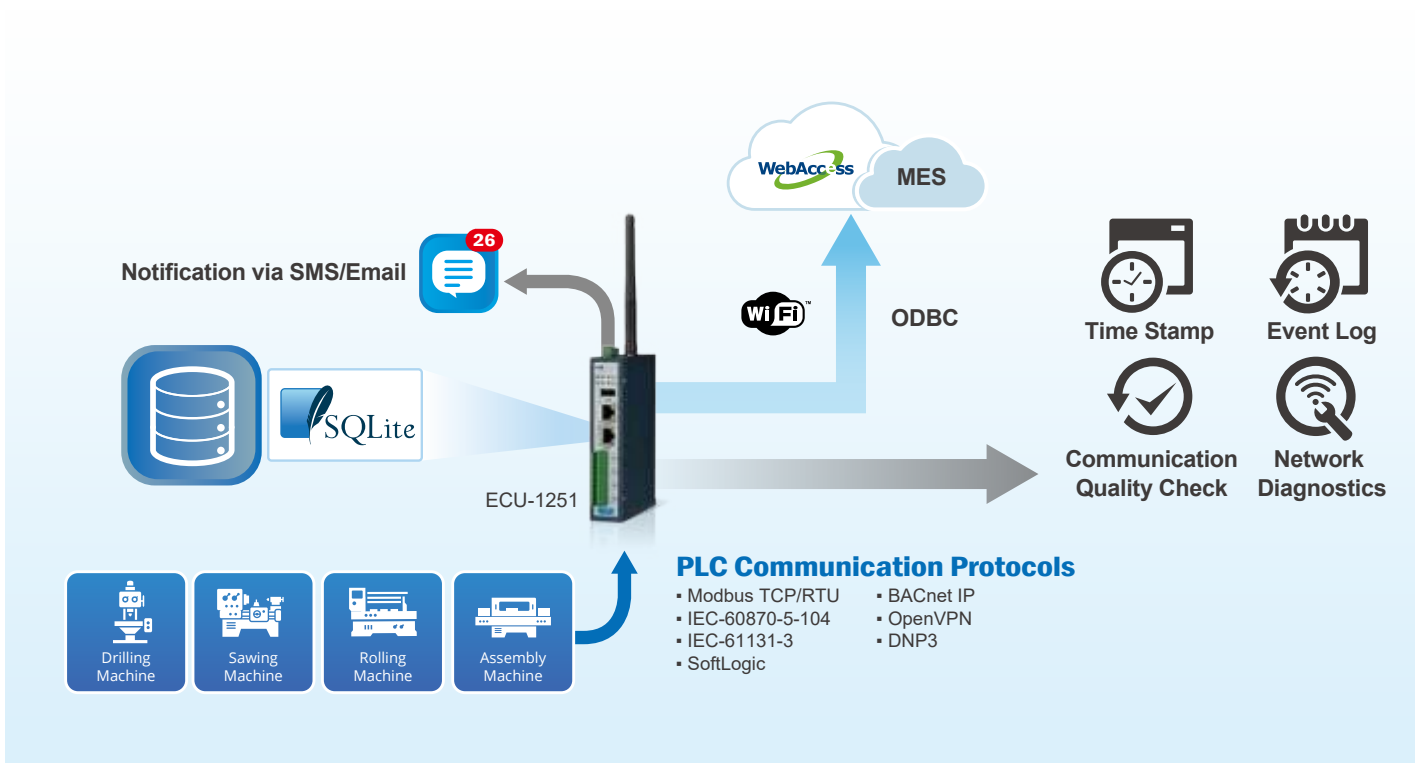 WebAccess
MES
Notification via SMS/Email
26
WiFi™
ODBC
Time Stamp
Event Log
SQLite
Communication
Quality Check
Network
Diagnostics
ECU-1251
PLC Communication Protocols
▪ Modbus TCP/RTU
▪ IEC-60870-5-104
▪ IEC-61131-3
▪ SoftLogic
▪ BACnet IP
▪ OpenVPN
▪ DNP3
Drilling
Machine
Sawing
Machine
Rolling
Machine
Assembly
Machine